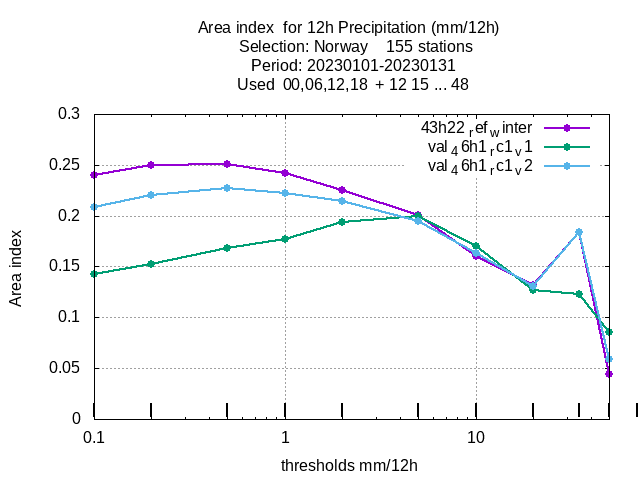 Area index  for 12h Precipitation (mm/12h)
Selection: Norway    155 stations
Period: 20230101-20230131
Used  00,06,12,18  + 12 15 ... 48
43h22_ref_winter
val_46h1_rc1_v1
val_46h1_rc1_v2
0.3
0.25
0.2
0.15
0.1
0.05
0
Area index
0.1
1
10
thresholds mm/12h